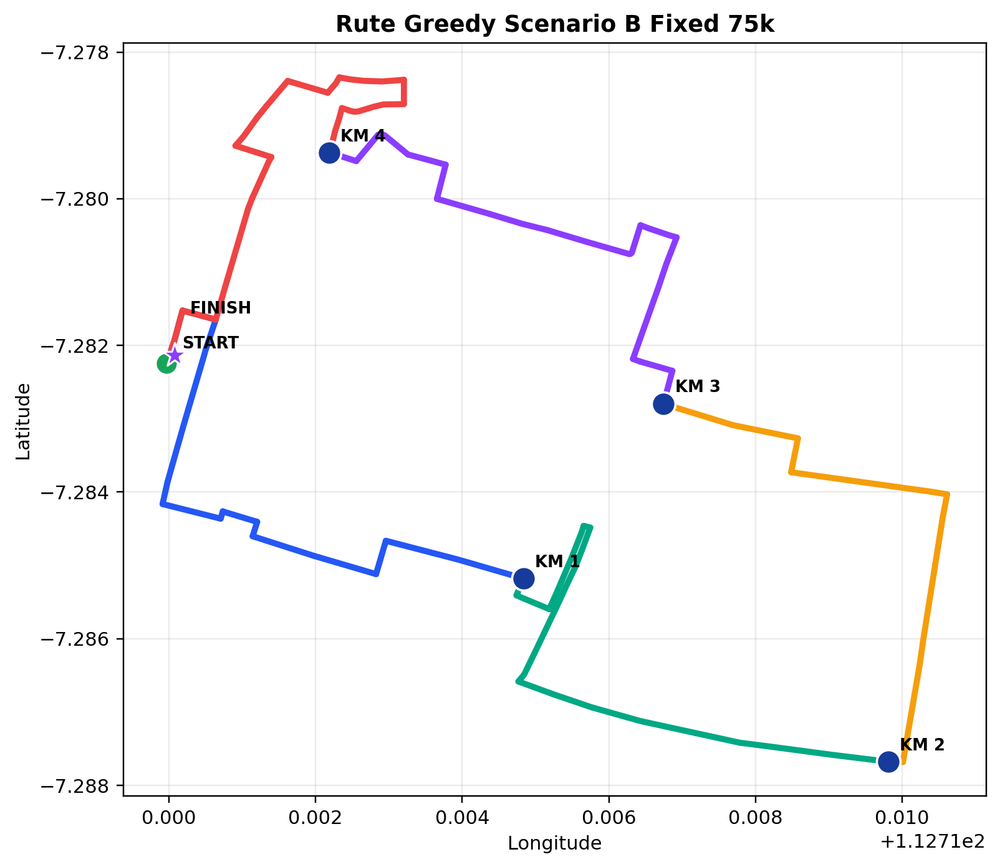 Rute Greedy Scenario B Fixed 75k
−7.278
−7.280
−7.282
−7.284
−7.286
−7.288
Latitude
KM 4
FINISH
START
KM 3
KM 1
KM 2
0.000 0.002 0.004 0.006 0.008 0.010
Longitude
+1.1271e2